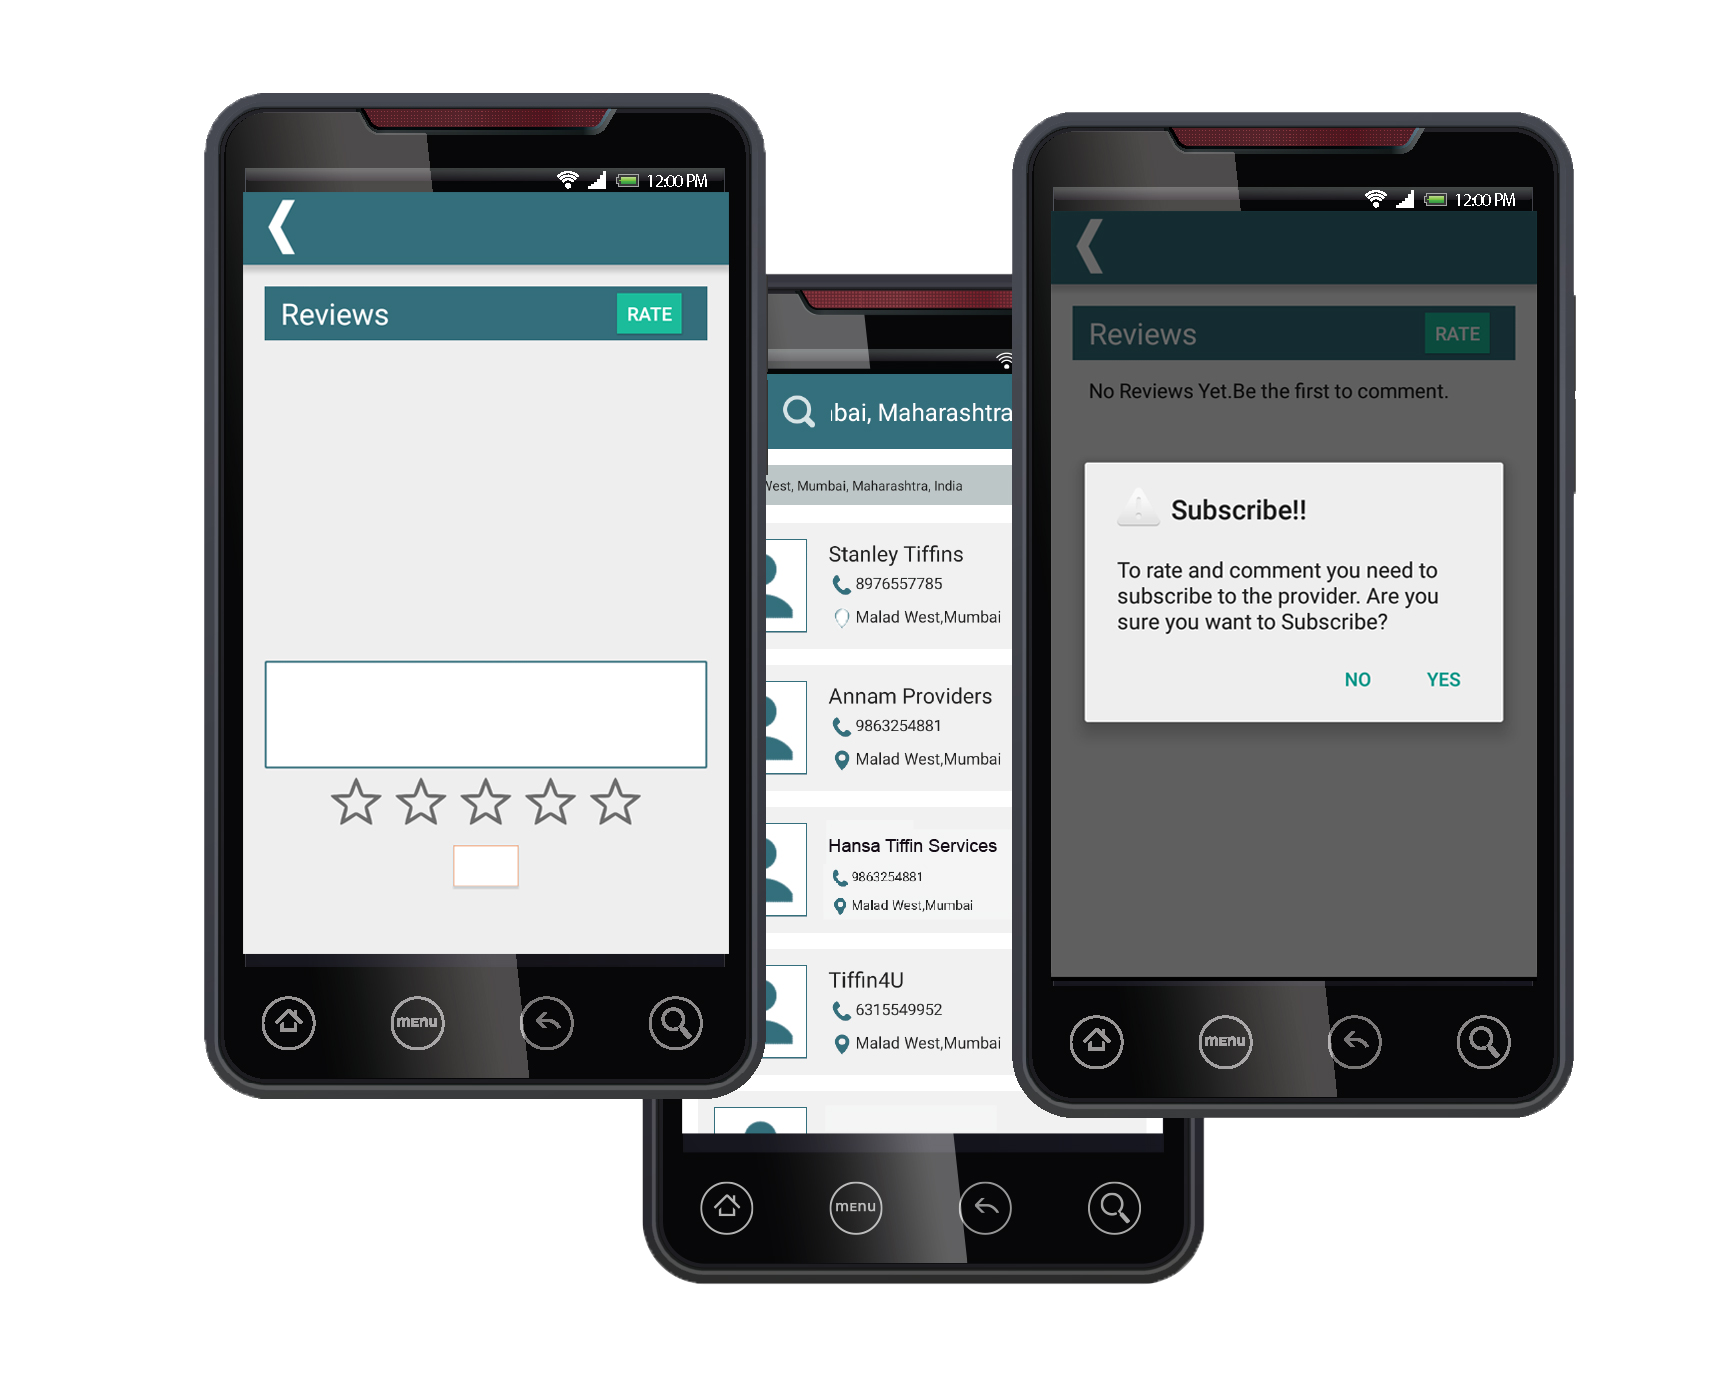 12:00 PM
Reviews
RATE
MENU
bai, Maharashtra
West, Mumbai, Maharashtra, India
Stanley Tiffins
8976557785
Malad West,Mumbai
Annam Providers
9863254881
Malad West,Mumbai
Hansa Tiffin Services
9863254881
Malad West,Mumbai
Tiffin4U
6315549952
Malad West,Mumbai
MENU
12:00 PM
Reviews
RATE
No Reviews Yet.Be the first to comment.
Subscribe!!
To rate and comment you need to
subscribe to the provider. Are you
sure you want to Subscribe?
NO YES
MENU